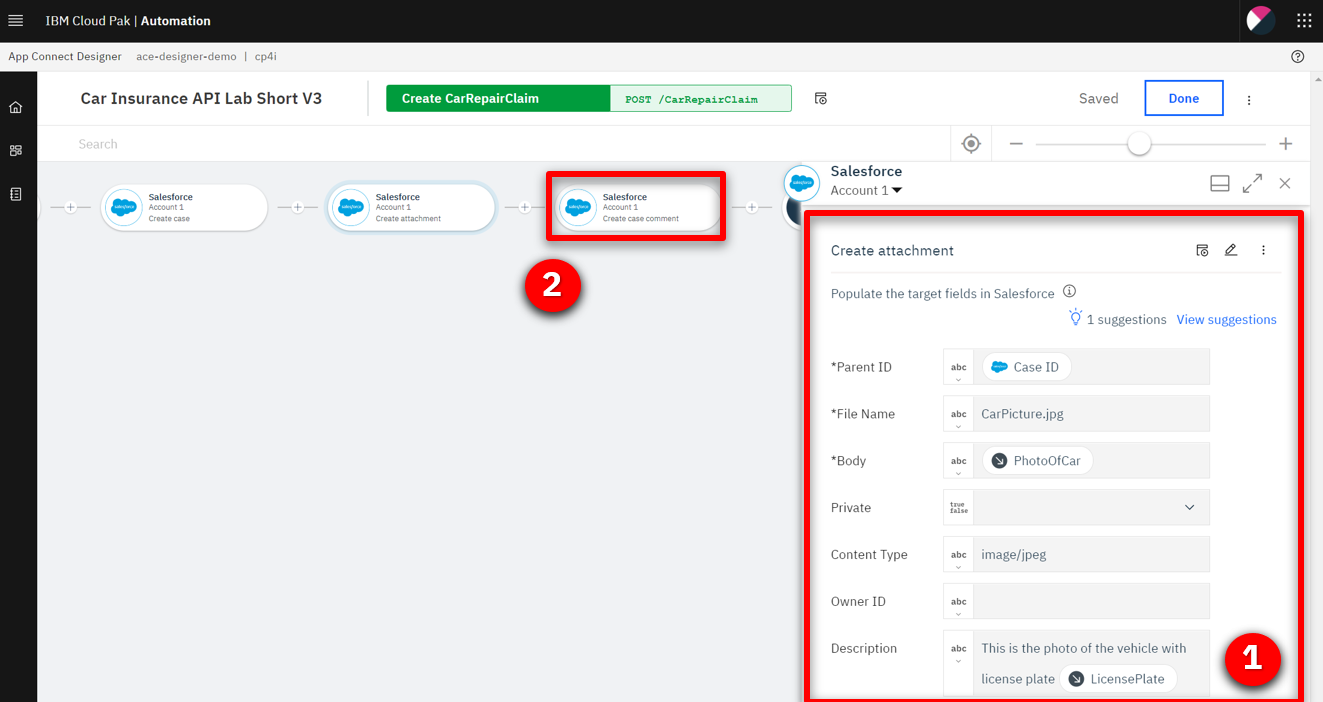 IBM Cloud Pak | Automation
App Connect Designer ace-designer-demo | cp4i
Car Insurance API Lab Short V3
Create CarRepairClaim
POST /CarRepairClaim
Saved
Done
Search
Salesforce
Account 1
Create case
Salesforce
Account 1
Create attachment
Salesforce
Account 1
Create case comment
2
Salesforce
Account 1
Create attachment
Populate the target fields in Salesforce
1 suggestions View suggestions
*Parent ID
abc
Case ID
*File Name
abc
CarPicture.jpg
*Body
abc
PhotoOfCar
Private
true
false
Content Type
abc
image/jpeg
Owner ID
abc
Description
abc
This is the photo of the vehicle with
license plate LicensePlate
1